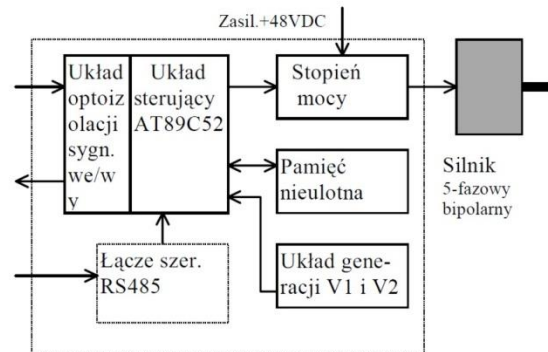 Zasil.+48VDC
Układ
optoiz
olacji
sygn.
we/w
y
Układ
sterujący
AT89C52
Stopień
mocy
Pamięć
nieulotna
Silnik
5-fazowy
bipolarny
Łącze szer.
RS485
Układ gene-
racji V1 i V2